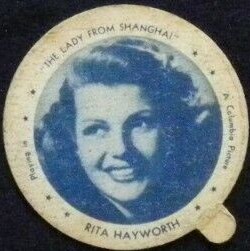 "THE LADY FROM SHANGHAI"
A Columbia Picture
Playing in
RITA HAYWORTH